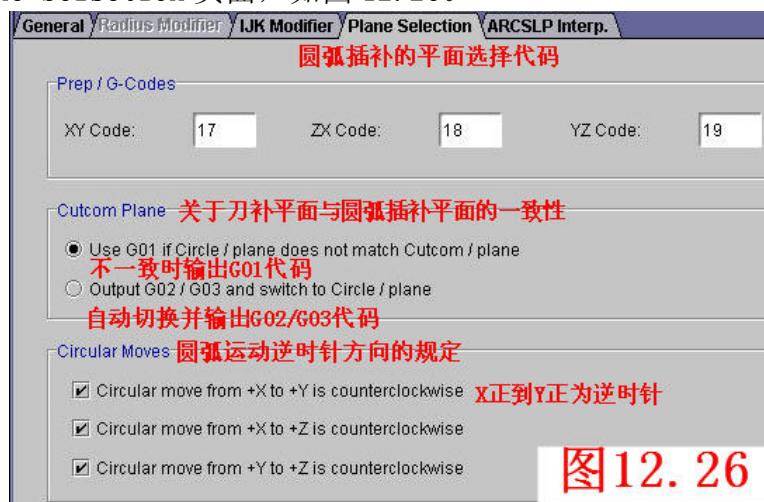 General Radius Modifier IJK Modifier Plane Selection ARCSLP Interp.
圆弧插补的平面选择代码
Prep / G-Codes
XY Code: 17 ZX Code: 18 YZ Code: 19
Cutcom Plane 关于刀补平面与圆弧插补平面的一致性
Use G01 if Circle / plane does not match Cutcom / plane
不一致时输出G01代码
Output G02 / G03 and switch to Circle / plane
自动切换并输出G02/G03代码
Circular Moves 圆弧运动逆时针方向的规定
Circular move from +X to +Y is counterclockwise X正到Y正为逆时针
Circular move from +X to +Z is counterclockwise
Circular move from +Y to +Z is counterclockwise
图12. 26